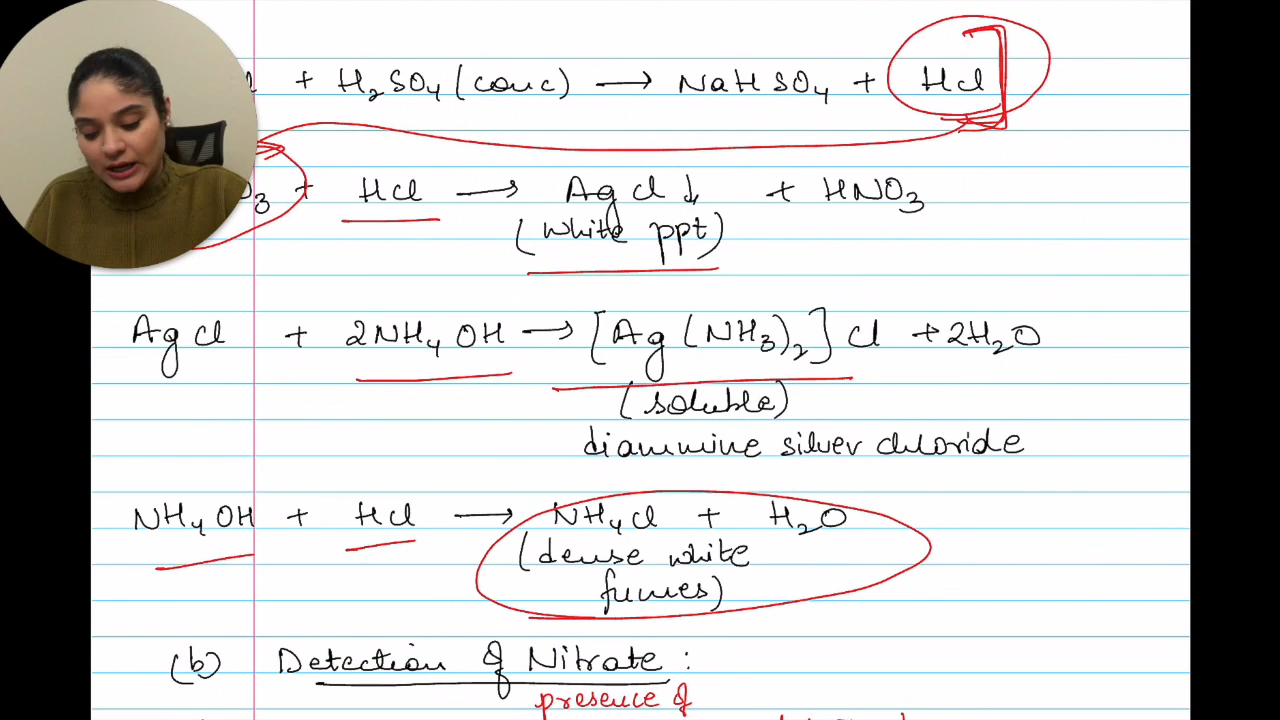 + H₂SO₄ (conc) → NaHSO₄ + HCl
O₃ + HCl → AgCl↓ + HNO₃
(white ppt)
AgCl + 2NH₄OH → [Ag(NH₃)₂]Cl + 2H₂O
(soluble)
diammine silver chloride
NH₄OH + HCl → NH₄Cl + H₂O
(dense white
fumes)
(b) Detection of Nitrate :
presence of